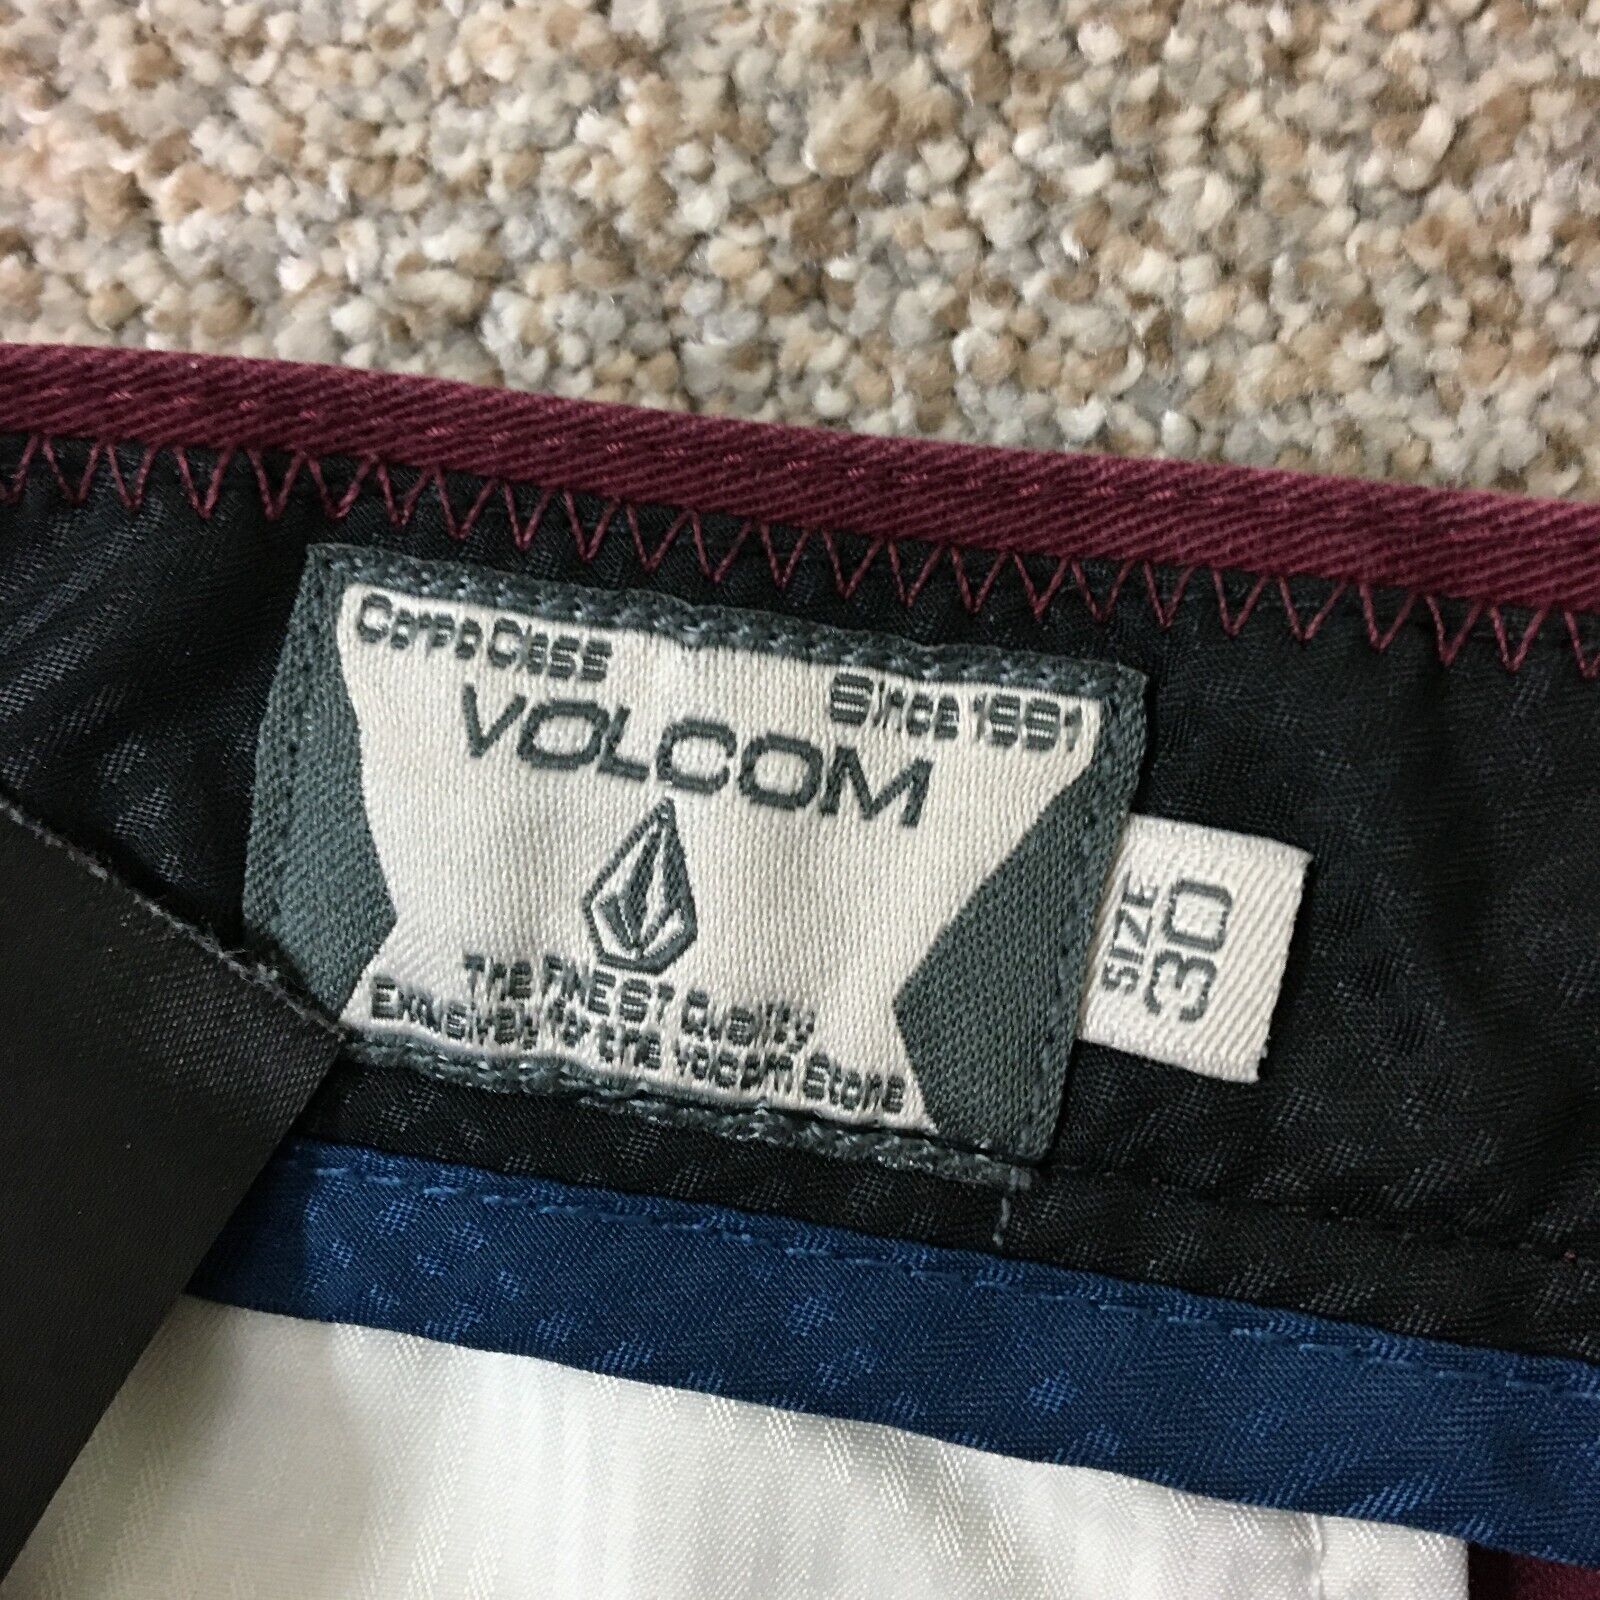 Corpo Class
Since 1991
VOLCOM
The FINEST Quality
Exclusively for the Volcom Stone
SIZE
30